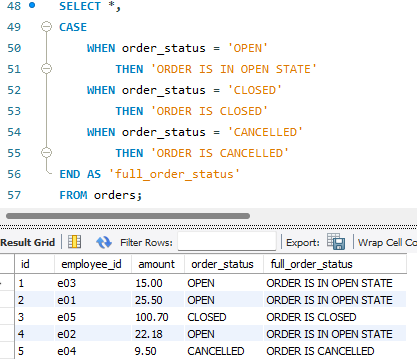 48 SELECT *,
49 CASE
50 WHEN order_status = 'OPEN'
51 THEN 'ORDER IS IN OPEN STATE'
52 WHEN order_status = 'CLOSED'
53 THEN 'ORDER IS CLOSED'
54 WHEN order_status = 'CANCELLED'
55 THEN 'ORDER IS CANCELLED'
56 END AS 'full_order_status'
57 FROM orders;
Result Grid Filter Rows: Export: Wrap Cell Co
id employee_id amount order_status full_order_status
1 e03 15.00 OPEN ORDER IS IN OPEN STATE
2 e01 25.50 OPEN ORDER IS IN OPEN STATE
3 e05 100.70 CLOSED ORDER IS CLOSED
4 e02 22.18 OPEN ORDER IS IN OPEN STATE
5 e04 9.50 CANCELLED ORDER IS CANCELLED